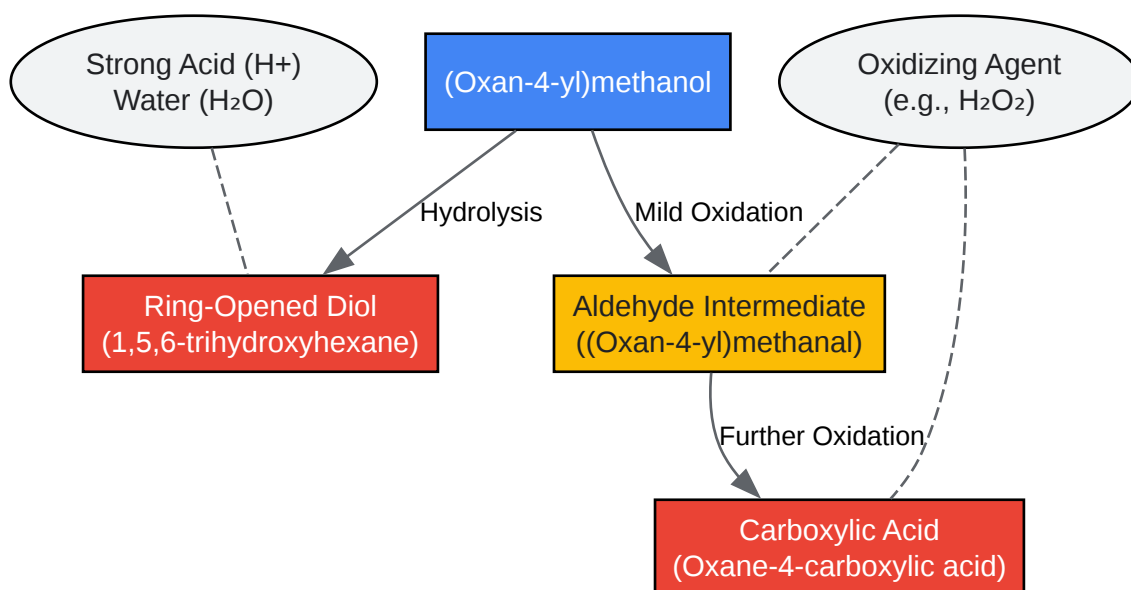 Strong Acid (H+)
Water (H₂O)
(Oxan-4-yl)methanol
Oxidizing Agent
(e.g., H₂O₂)
Hydrolysis
Mild Oxidation
Ring-Opened Diol
(1,5,6-trihydroxyhexane)
Aldehyde Intermediate
((Oxan-4-yl)methanal)
Further Oxidation
Carboxylic Acid
(Oxane-4-carboxylic acid)